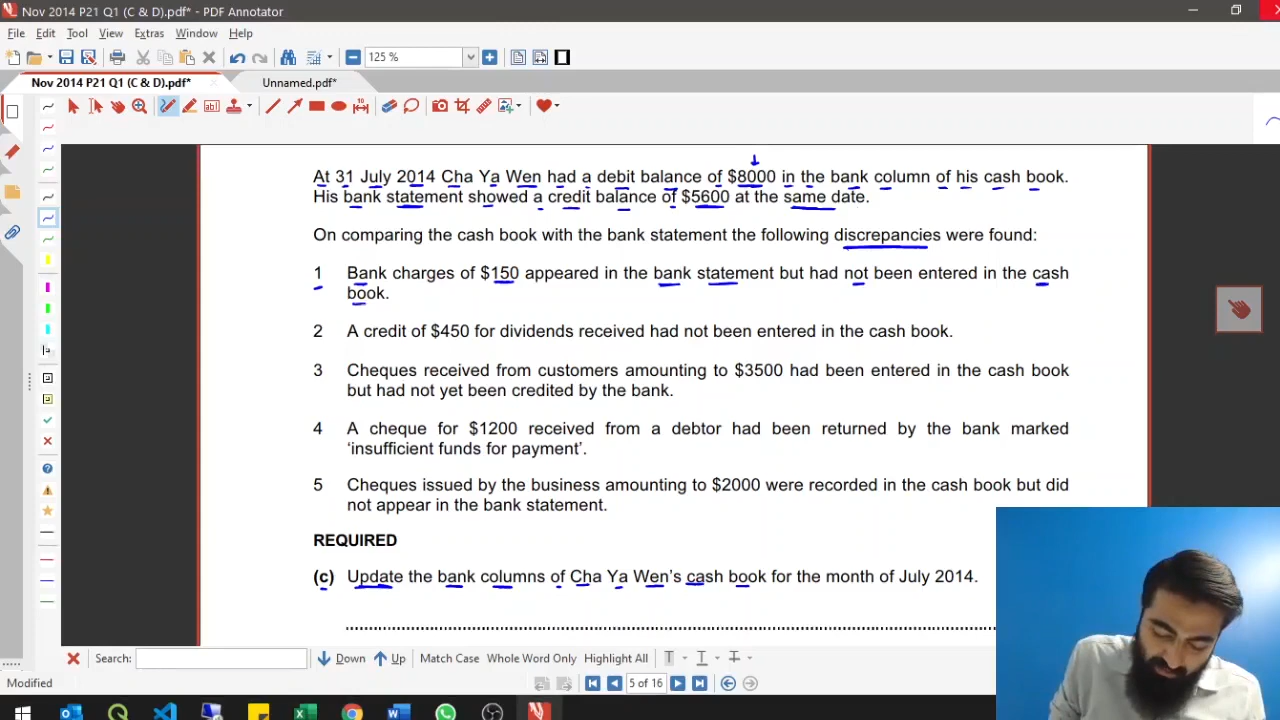 Nov 2014 P21 Q1 (C & D).pdf* - PDF Annotator
File Edit Tool View Extras Window Help
125 %
Nov 2014 P21 Q1 (C & D).pdf* Unnamed.pdf*
At 31 July 2014 Cha Ya Wen had a debit balance of $8000 in the bank column of his cash book.
His bank statement showed a credit balance of $5600 at the same date.
On comparing the cash book with the bank statement the following discrepancies were found:
1 Bank charges of $150 appeared in the bank statement but had not been entered in the cash
book.
2 A credit of $450 for dividends received had not been entered in the cash book.
3 Cheques received from customers amounting to $3500 had been entered in the cash book
but had not yet been credited by the bank.
4 A cheque for $1200 received from a debtor had been returned by the bank marked
‘insufficient funds for payment’.
5 Cheques issued by the business amounting to $2000 were recorded in the cash book but did
not appear in the bank statement.
REQUIRED
(c) Update the bank columns of Cha Ya Wen’s cash book for the month of July 2014.
Search: Down Up Match Case Whole Word Only Highlight All
Modified 5 of 16